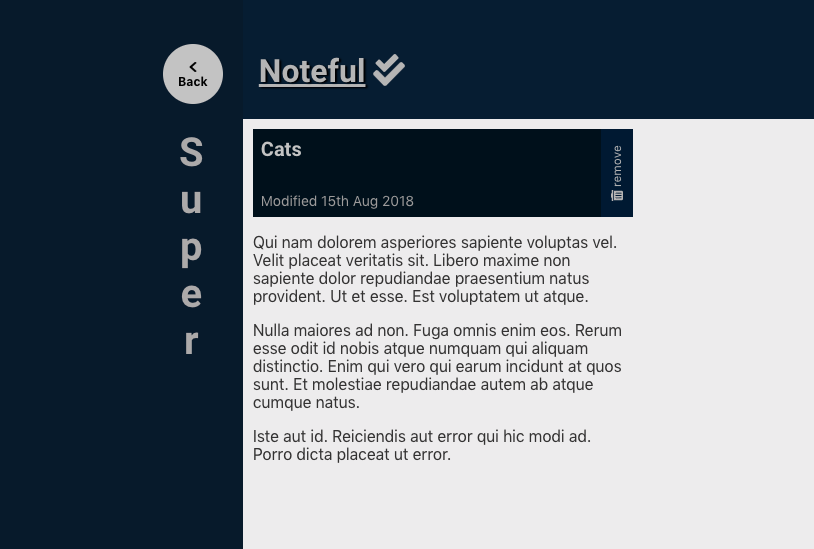 Back
Noteful
S
u
p
e
r
Cats
Modified 15th Aug 2018
remove
Qui nam dolorem asperiores sapiente voluptas vel.
Velit placeat veritatis sit. Libero maxime non
sapiente dolor repudiandae praesentium natus
provident. Ut et esse. Est voluptatem ut atque.
Nulla maiores ad non. Fuga omnis enim eos. Rerum
esse odit id nobis atque numquam qui aliquam
distinctio. Enim qui vero qui earum incidunt at quos
sunt. Et molestiae repudiandae autem ab atque
cumque natus.
Iste aut id. Reiciendis aut error qui hic modi ad.
Porro dicta placeat ut error.